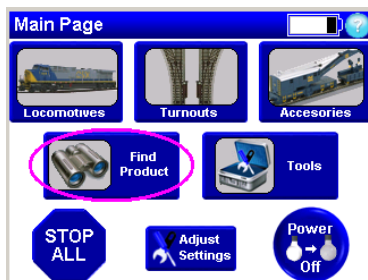 Main Page
?
Locomotives
Turnouts
Accesories
Find
Product
Tools
STOP
ALL
Adjust
Settings
Power
Off